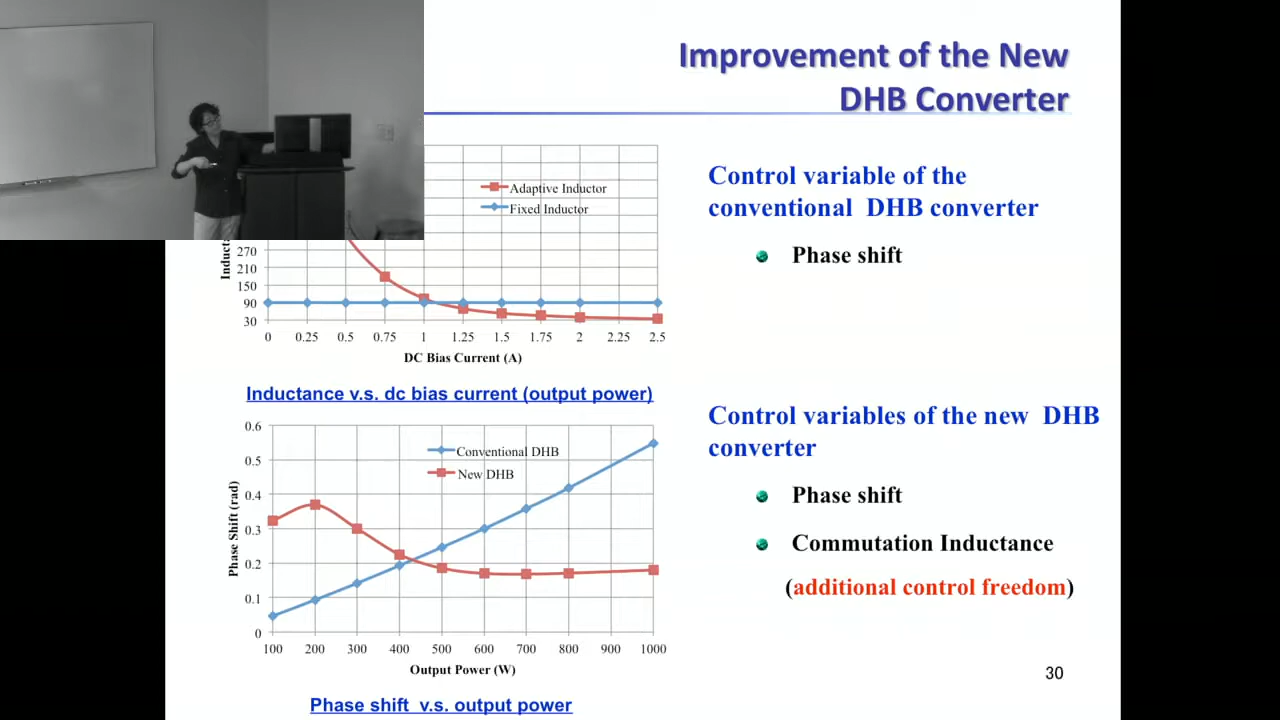 Improvement of the New
DHB Converter
Adaptive Inductor
Fixed Inductor
270
210
150
90
30
0 0.25 0.5 0.75 1 1.25 1.5 1.75 2 2.25 2.5
DC Bias Current (A)
Inductance v.s. dc bias current (output power)
0.6
0.5
0.4
0.3
0.2
0.1
0
Phase Shift (rad)
Conventional DHB
New DHB
100 200 300 400 500 600 700 800 900 1000
Output Power (W)
Phase shift v.s. output power
Control variable of the
conventional DHB converter
Phase shift
Control variables of the new DHB
converter
Phase shift
Commutation Inductance
(additional control freedom)
30